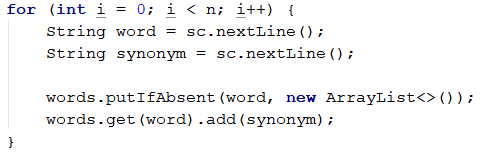 for (int i = 0; i < n; i++) {
    String word = sc.nextLine();
    String synonym = sc.nextLine();

    words.putIfAbsent(word, new ArrayList<>());
    words.get(word).add(synonym);
}